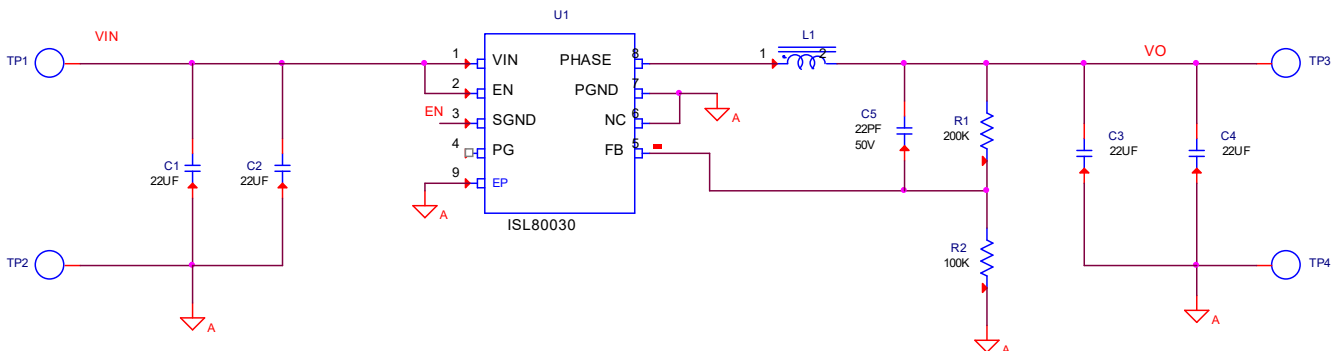 U1
VIN
L1
TP1
1
VIN
PHASE
8
1
2
VO
TP3
2
EN
PGND
7
EN
3
SGND
NC
6
A
C5
22PF
50V
R1
200K
4
PG
FB
5
C1
22UF
C2
22UF
C3
22UF
C4
22UF
9
EP
A
ISL80030
R2
100K
TP2
TP4
A
A
A